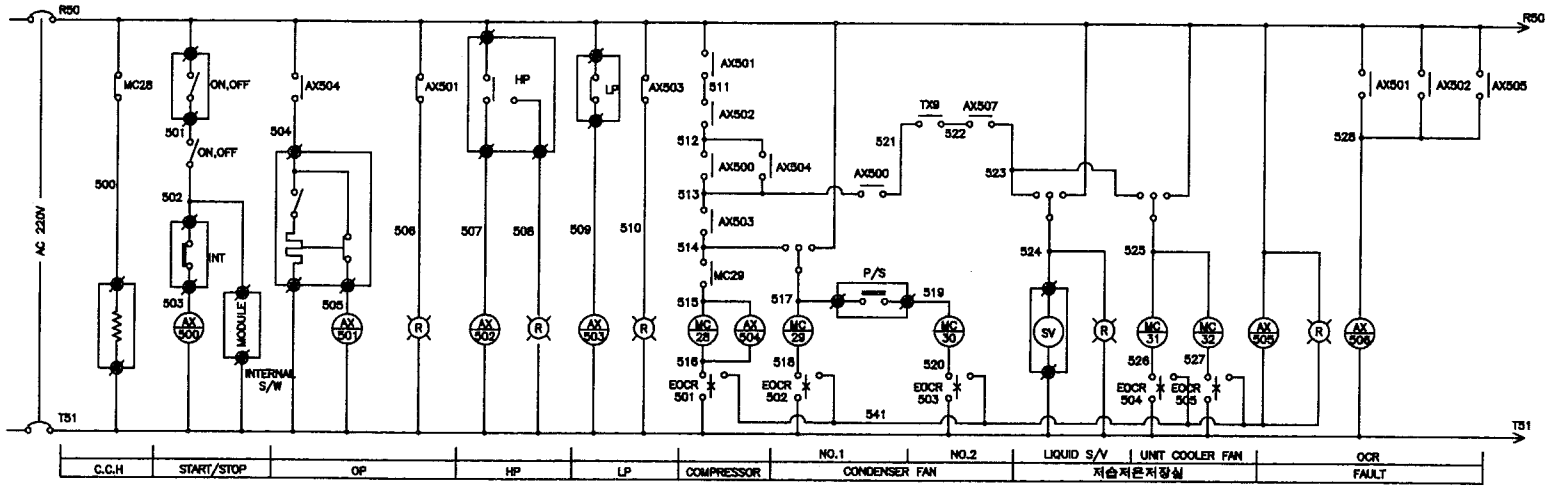 R50
R50
MC28
ON,OFF
AX504
AX501
HP
LP
AX503
AX501
511
AX502
TX9
AX507
AX501
AX502
AX505
501
504
521
522
528
ON,OFF
512
AX500
AX504
500
523
502
513
AX500
AX503
AC 220V
506
507
508
509
510
514
524
525
INT
MC29
P/S
503
505
515
517
519
MODULE
AX
500
AX
501
R
AX
502
R
AX
503
R
MC
28
AX
504
MC
29
MC
30
SV
R
MC
31
MC
32
AX
505
R
AX
506
516
518
520
526
527
INTERNAL
S/W
EOCR
501
EOCR
502
EOCR
503
EOCR
504
EOCR
505
541
T51
T51
C.C.H
START/STOP
OP
HP
LP
COMPRESSOR
NO.1
CONDENSER FAN
NO.2
LIQUID S/V
UNIT COOLER FAN
저습저온저장실
OCR
FAULT